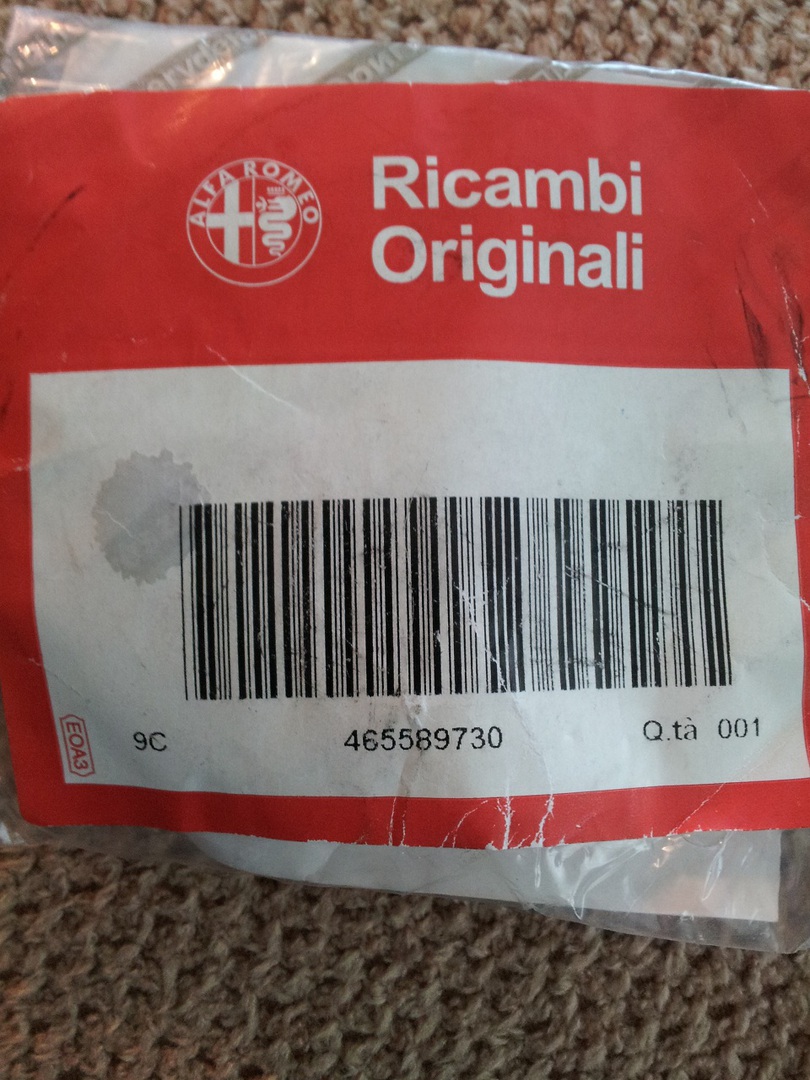 ALFA ROMEO
Ricambi
Originali
EOA3
9C
465589730
Q.tà 001